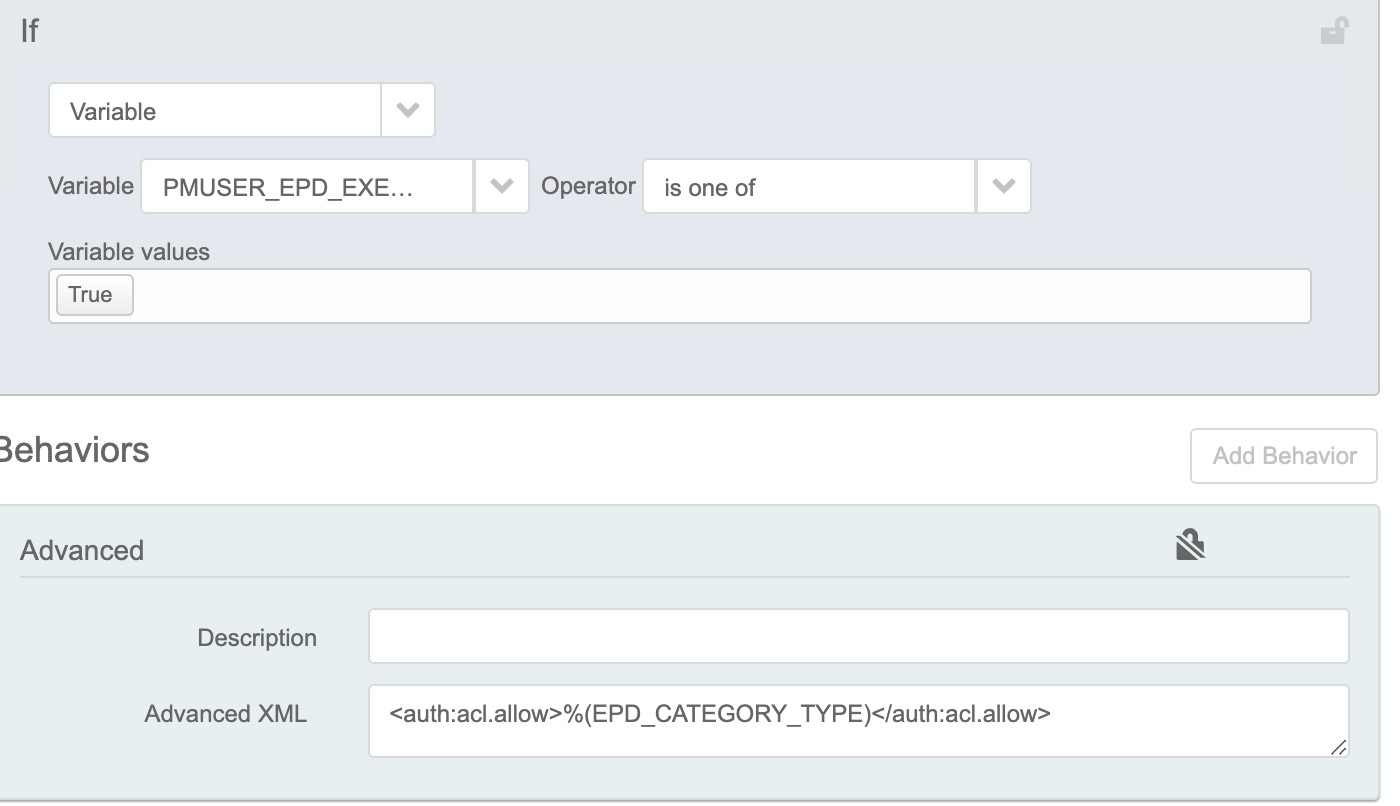 If
Variable
Variable PMUSER_EPD_EXE... Operator is one of
Variable values
True
Behaviors
Add Behavior
Advanced
Description
Advanced XML <auth:acl.allow>%(EPD_CATEGORY_TYPE)</auth:acl.allow>